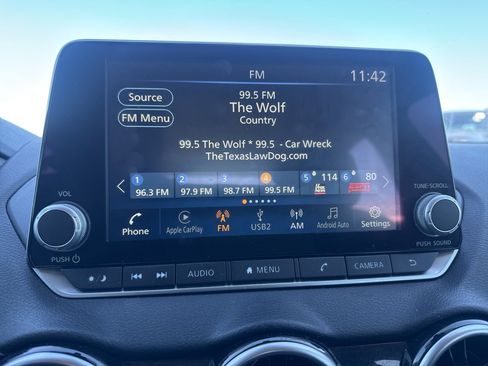 FM
11:42
Source
FM Menu
99.5 FM
The Wolf
Country
99.5 The Wolf * 99.5 - Car Wreck
TheTexasLawDog.com
1 2 3 4 5 114 6 80
96.3 FM 97.9 FM 98.7 FM 99.5 FM
VOL
TUNE·SCROLL
Phone Apple CarPlay FM USB2 AM Android Auto Settings
PUSH
PUSH SOUND
AUDIO MENU CAMERA